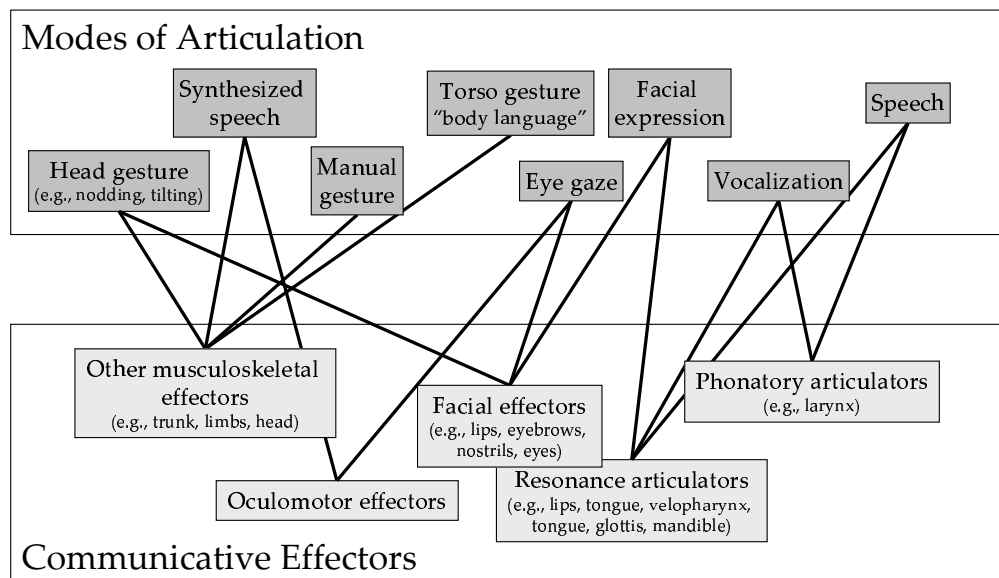 Modes of Articulation
Synthesized
speech
Torso gesture
“body language”
Facial
expression
Speech
Head gesture
(e.g., nodding, tilting)
Manual
gesture
Eye gaze
Vocalization
Other musculoskeletal
effectors
(e.g., trunk, limbs, head)
Facial effectors
(e.g., lips, eyebrows,
nostrils, eyes)
Phonatory articulators
(e.g., larynx)
Oculomotor effectors
Resonance articulators
(e.g., lips, tongue, velopharynx,
tongue, glottis, mandible)
Communicative Effectors